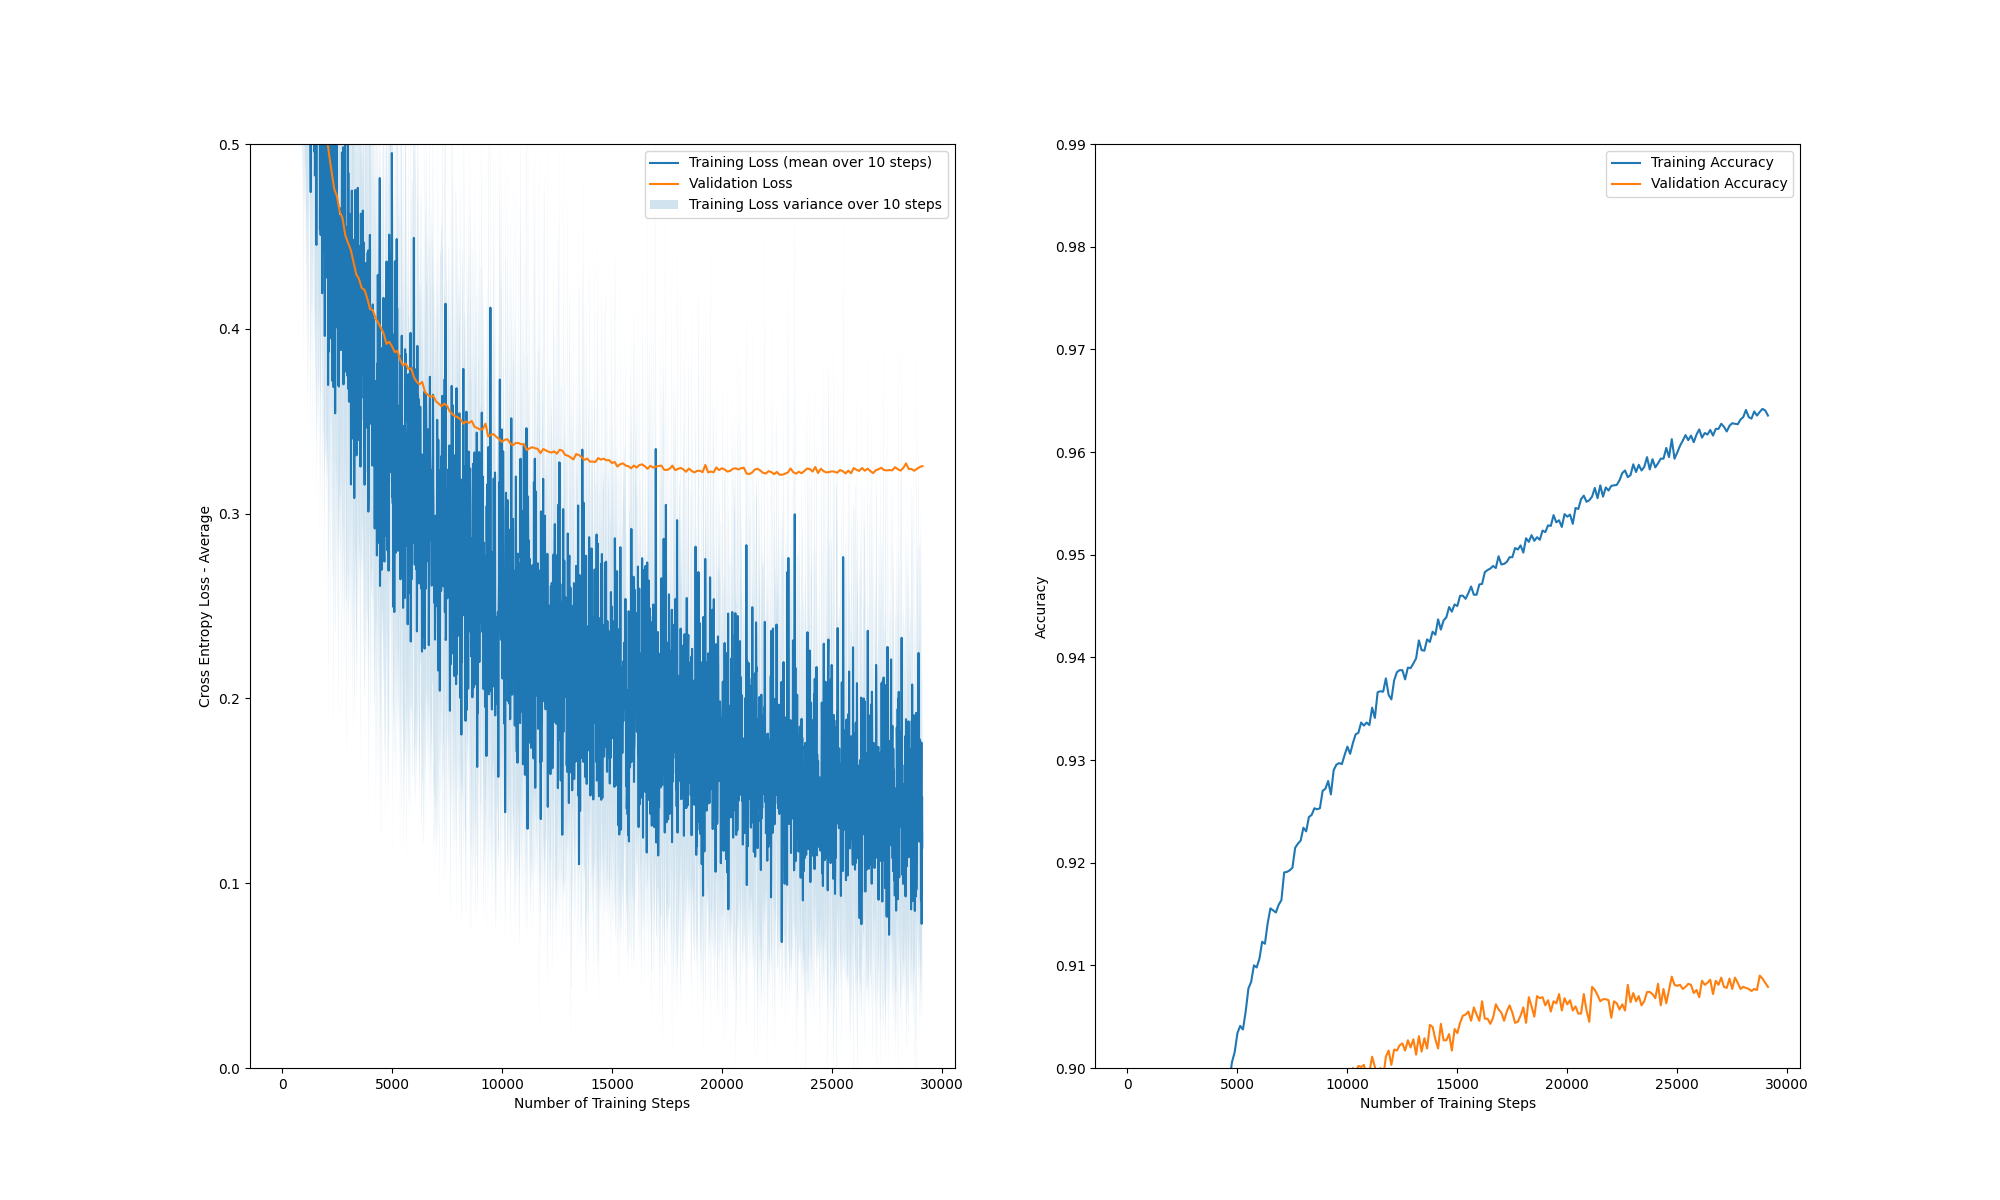 Training Loss (mean over 10 steps)
Validation Loss
Training Loss variance over 10 steps
0.5
0.4
0.3
0.2
0.1
0.0
Cross Entropy Loss - Average
0 5000 10000 15000 20000 25000 30000
Number of Training Steps
Training Accuracy
Validation Accuracy
0.99
0.98
0.97
0.96
0.95
0.94
0.93
0.92
0.91
0.90
Accuracy
0 5000 10000 15000 20000 25000 30000
Number of Training Steps